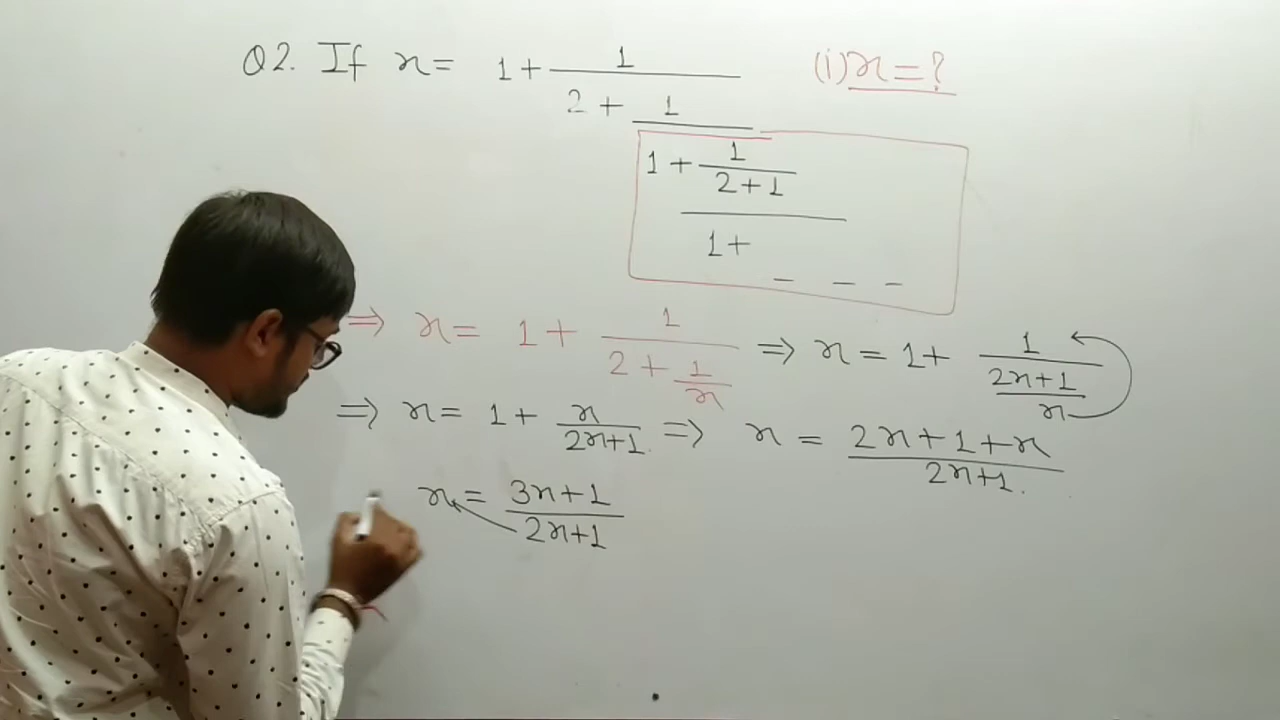 Q2. If x = 1 + 1 (i) x = ?
2 + 1
1 + 1
2 + 1
1 +
_ _ _
⇒ x = 1 + 1 / (2 + 1/x) ⇒ x = 1 + 1 / ((2x+1)/x)
⇒ x = 1 + x/(2x+1) ⇒ x = (2x+1+x)/(2x+1)
x = (3x+1)/(2x+1)